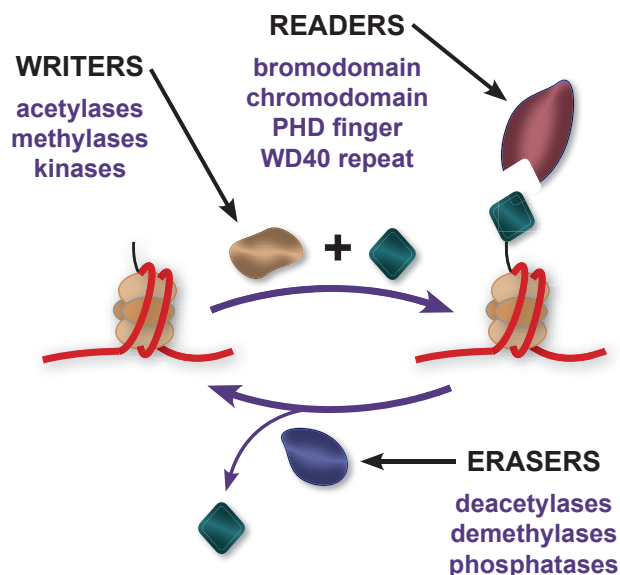 READERS
bromodomain
chromodomain
PHD finger
WD40 repeat
WRITERS
acetylases
methylases
kinases
+
ERASERS
deacetylases
demethylases
phosphatases